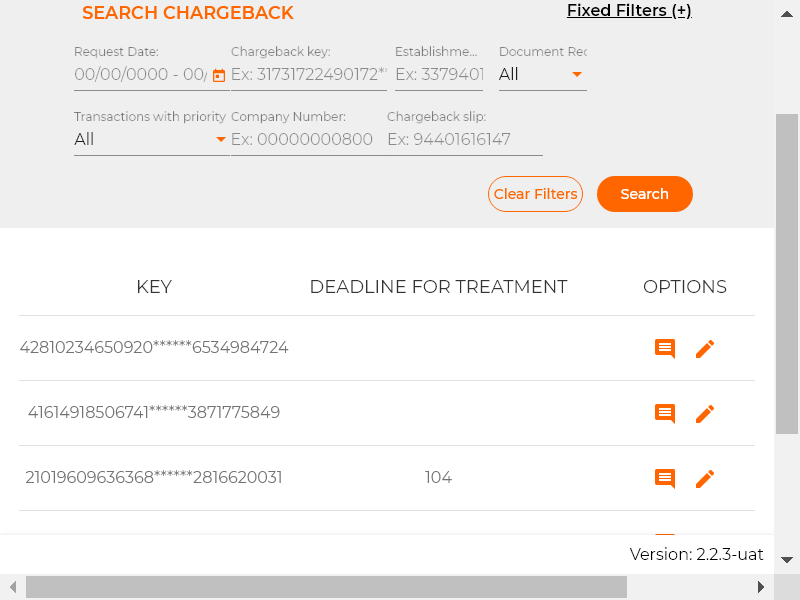 SEARCH CHARGEBACK
Fixed Filters (+)
Request Date:
Chargeback key:
Establishme...
Document Rec
00/00/0000 - 00/
Ex: 31731722490172**
Ex: 3379401
All
Transactions with priority
Company Number:
Chargeback slip:
All
Ex: 00000000800
Ex: 94401616147
Clear Filters
Search
KEY
DEADLINE FOR TREATMENT
OPTIONS
42810234650920******6534984724
41614918506741******3871775849
21019609636368******2816620031
104
Version: 2.2.3-uat